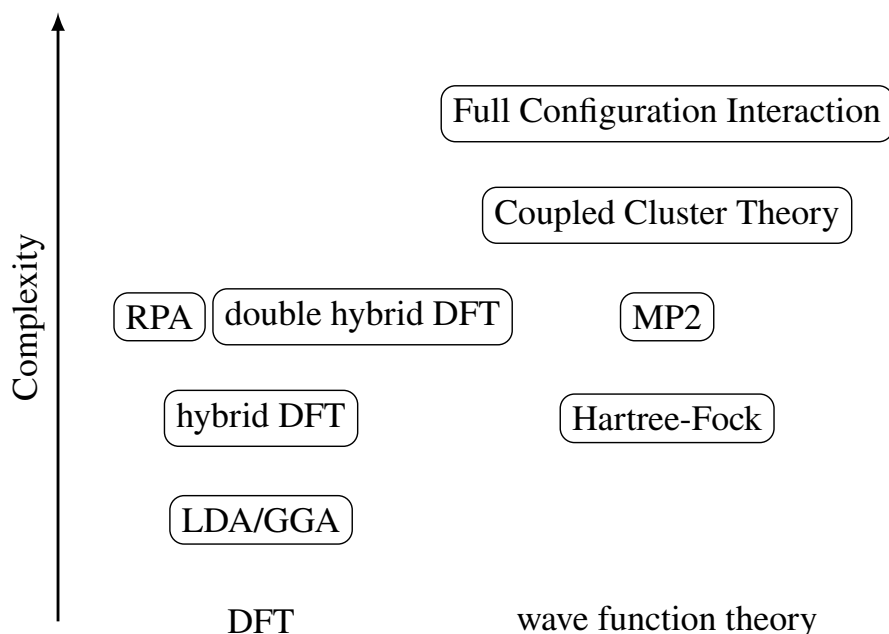 Full Configuration Interaction
Coupled Cluster Theory
Complexity
RPA
double hybrid DFT
MP2
hybrid DFT
Hartree-Fock
LDA/GGA
DFT
wave function theory